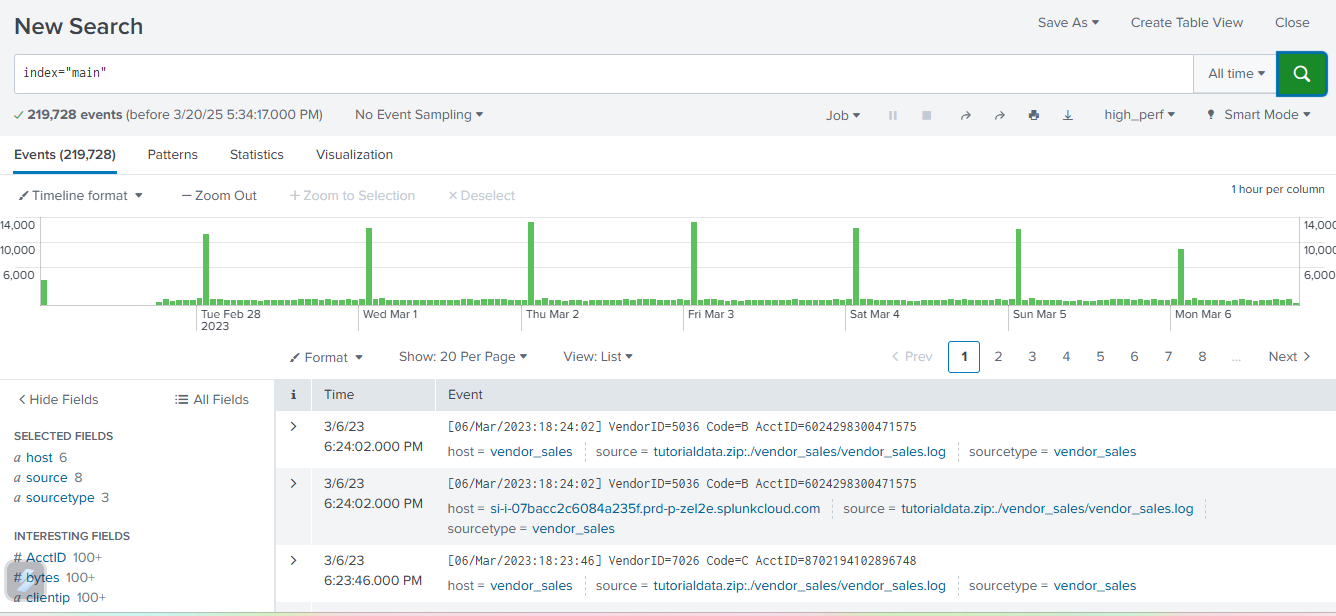 New Search
Save As ▾ Create Table View Close
index="main"
All time ▾
✓ 219,728 events (before 3/20/25 5:34:17.000 PM) No Event Sampling ▾
Job ▾ high_perf ▾ Smart Mode ▾
Events (219,728) Patterns Statistics Visualization
Timeline format ▾ — Zoom Out + Zoom to Selection × Deselect
1 hour per column
14,000 14,000
10,000 10,000
6,000 6,000
Tue Feb 28 Wed Mar 1 Thu Mar 2 Fri Mar 3 Sat Mar 4 Sun Mar 5 Mon Mar 6
2023
Format ▾ Show: 20 Per Page ▾ View: List ▾
< Prev 1 2 3 4 5 6 7 8 ... Next >
< Hide Fields All Fields
i Time Event
SELECTED FIELDS
a host 6
a source 8
a sourcetype 3
INTERESTING FIELDS
# AcctID 100+
# bytes 100+
a clientip 100+
> 3/6/23
6:24:02.000 PM
[06/Mar/2023:18:24:02] VendorID=5036 Code=B AcctID=6024298300471575
host = vendor_sales source = tutorialdata.zip:./vendor_sales/vendor_sales.log sourcetype = vendor_sales
> 3/6/23
6:24:02.000 PM
[06/Mar/2023:18:24:02] VendorID=5036 Code=B AcctID=6024298300471575
host = si-i-07bacc2c6084a235f.prd-p-zel2e.splunkcloud.com source = tutorialdata.zip:./vendor_sales/vendor_sales.log
sourcetype = vendor_sales
> 3/6/23
6:23:46.000 PM
[06/Mar/2023:18:23:46] VendorID=7026 Code=C AcctID=8702194102896748
host = vendor_sales source = tutorialdata.zip:./vendor_sales/vendor_sales.log sourcetype = vendor_sales